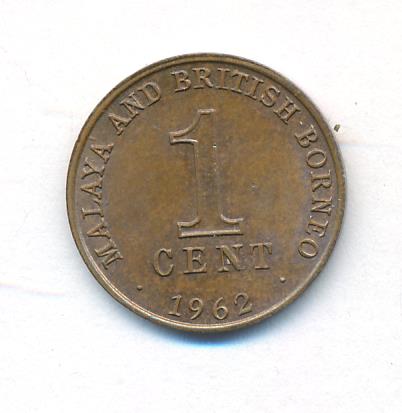 MALAYA AND BRITISH BORNEO
1
CENT
· 1962 ·